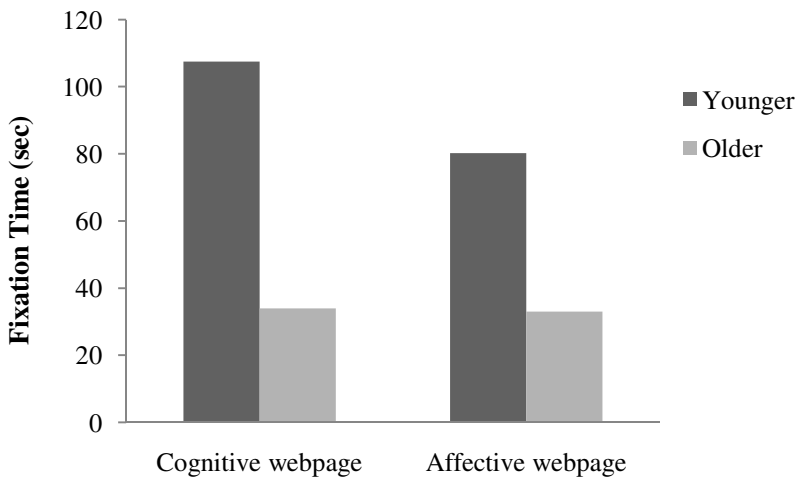 120
100
80
60
40
20
0
Fixation Time (sec)
Cognitive webpage
Affective webpage
Younger
Older